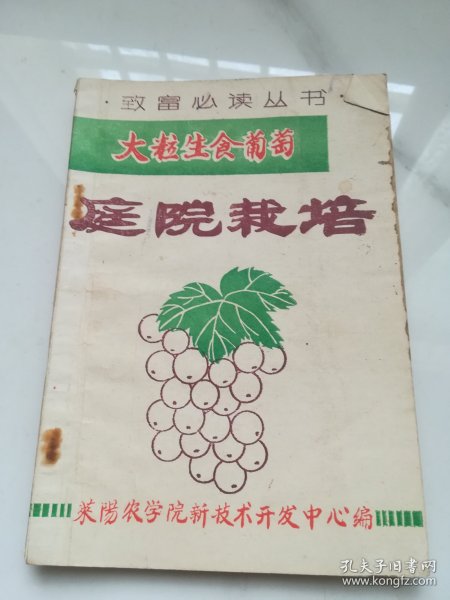 ·致富必读丛书·
大粒生食葡萄
庭院栽培
莱陽农学院新技术开发中心编
孔夫子旧书网
www.kongfz.com